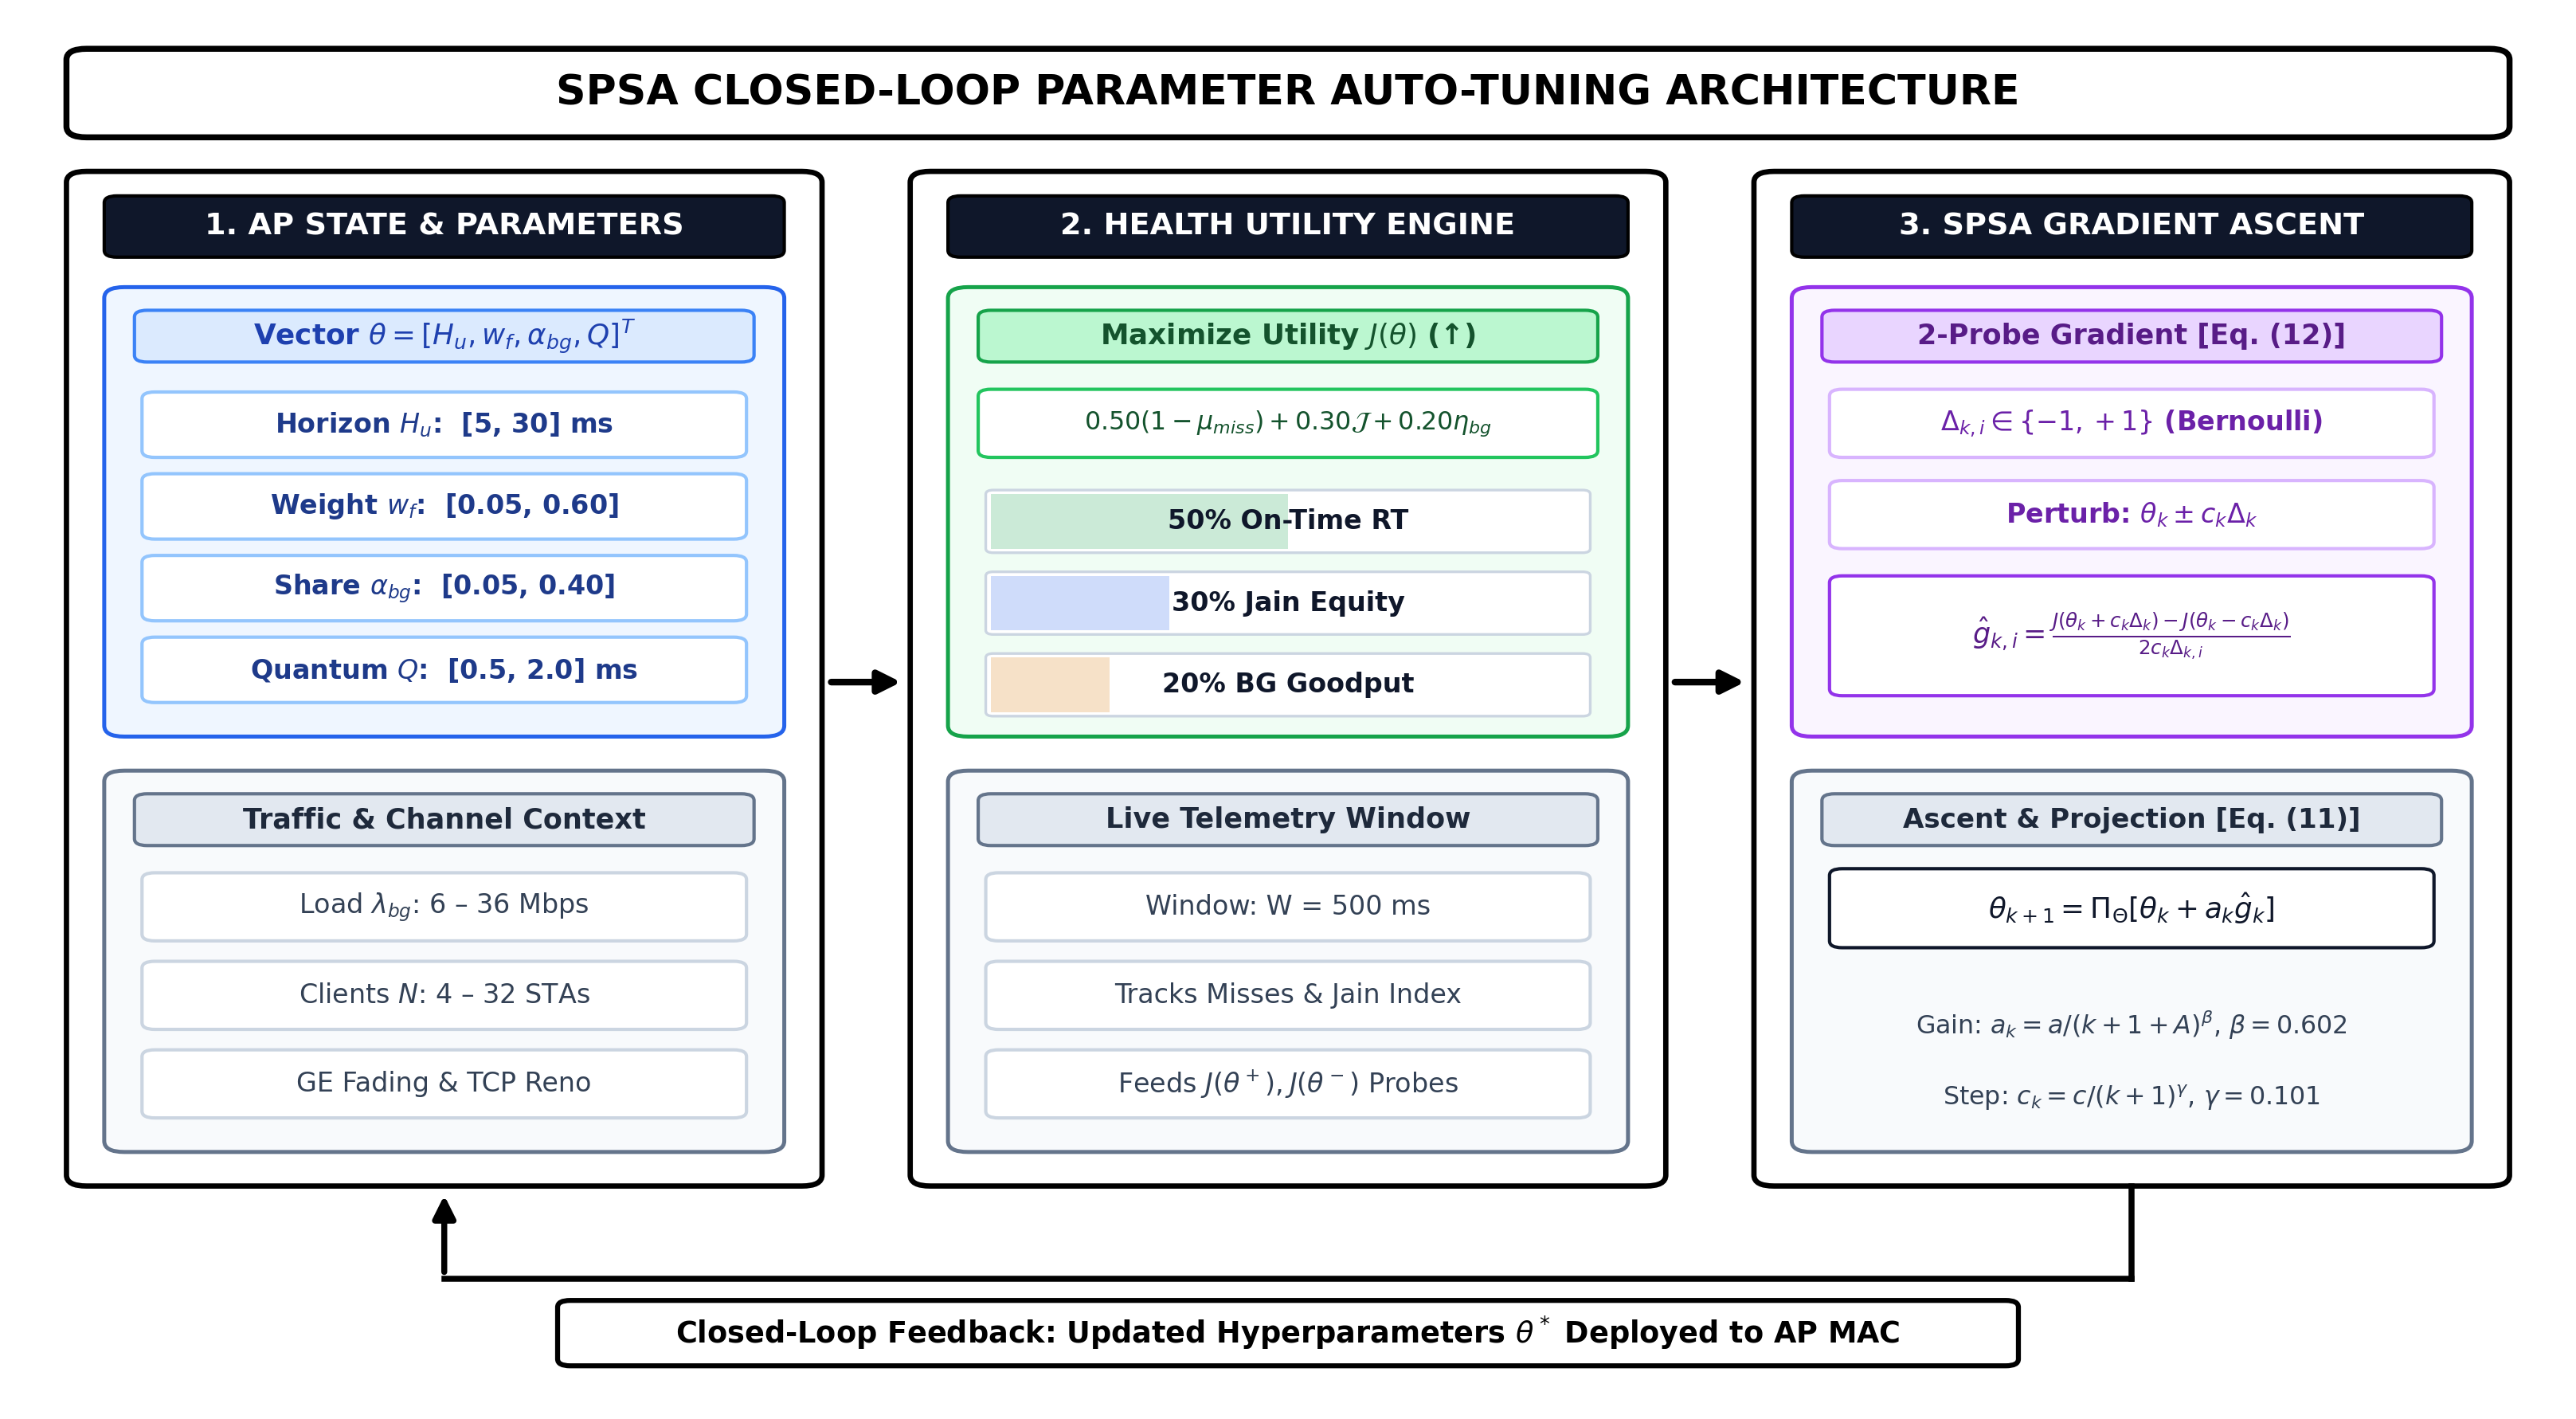 SPSA CLOSED-LOOP PARAMETER AUTO-TUNING ARCHITECTURE
1. AP STATE & PARAMETERS
Vector θ = [H_u, w_f, α_bg, Q]^T
Horizon H_u: [5, 30] ms
Weight w_f: [0.05, 0.60]
Share α_bg: [0.05, 0.40]
Quantum Q: [0.5, 2.0] ms
Traffic & Channel Context
Load λ_bg: 6 – 36 Mbps
Clients N: 4 – 32 STAs
GE Fading & TCP Reno
2. HEALTH UTILITY ENGINE
Maximize Utility J(θ) (↑)
0.50(1 − μ_miss) + 0.30𝒥 + 0.20η_bg
50% On-Time RT
30% Jain Equity
20% BG Goodput
Live Telemetry Window
Window: W = 500 ms
Tracks Misses & Jain Index
Feeds J(θ⁺), J(θ⁻) Probes
3. SPSA GRADIENT ASCENT
2-Probe Gradient [Eq. (12)]
Δ_{k,i} ∈ {−1, +1} (Bernoulli)
Perturb: θ_k ± c_kΔ_k
ĝ_{k,i} = (J(θ_k + c_kΔ_k) − J(θ_k − c_kΔ_k)) / (2c_kΔ_{k,i})
Ascent & Projection [Eq. (11)]
θ_{k+1} = Π_Θ[θ_k + a_kĝ_k]
Gain: a_k = a/(k + 1 + A)^β, β = 0.602
Step: c_k = c/(k + 1)^γ, γ = 0.101
Closed-Loop Feedback: Updated Hyperparameters θ* Deployed to AP MAC